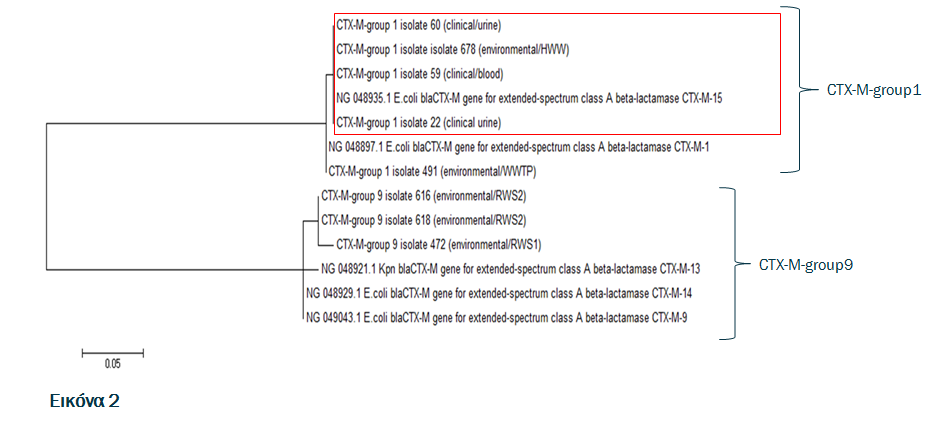 CTX-M-group 1 isolate 60 (clinical/urine)
CTX-M-group 1 isolate isolate 678 (environmental/HWW)
CTX-M-group 1 isolate 59 (clinical/blood)
NG 048935.1 E.coli blaCTX-M gene for extended-spectrum class A beta-lactamase CTX-M-15
CTX-M-group 1 isolate 22 (clinical urine)
NG 048897.1 E.coli blaCTX-M gene for extended-spectrum class A beta-lactamase CTX-M-1
CTX-M-group 1 isolate 491 (environmental/WWTP)
CTX-M-group1
CTX-M-group 9 isolate 616 (environmental/RWS2)
CTX-M-group 9 isolate 618 (environmental/RWS2)
CTX-M-group 9 isolate 472 (environmental/RWS1)
NG 048921.1 Kpn blaCTX-M gene for extended-spectrum class A beta-lactamase CTX-M-13
NG 048929.1 E.coli blaCTX-M gene for extended-spectrum class A beta-lactamase CTX-M-14
NG 049043.1 E.coli blaCTX-M gene for extended-spectrum class A beta-lactamase CTX-M-9
CTX-M-group9
0.05
Εικόνα 2